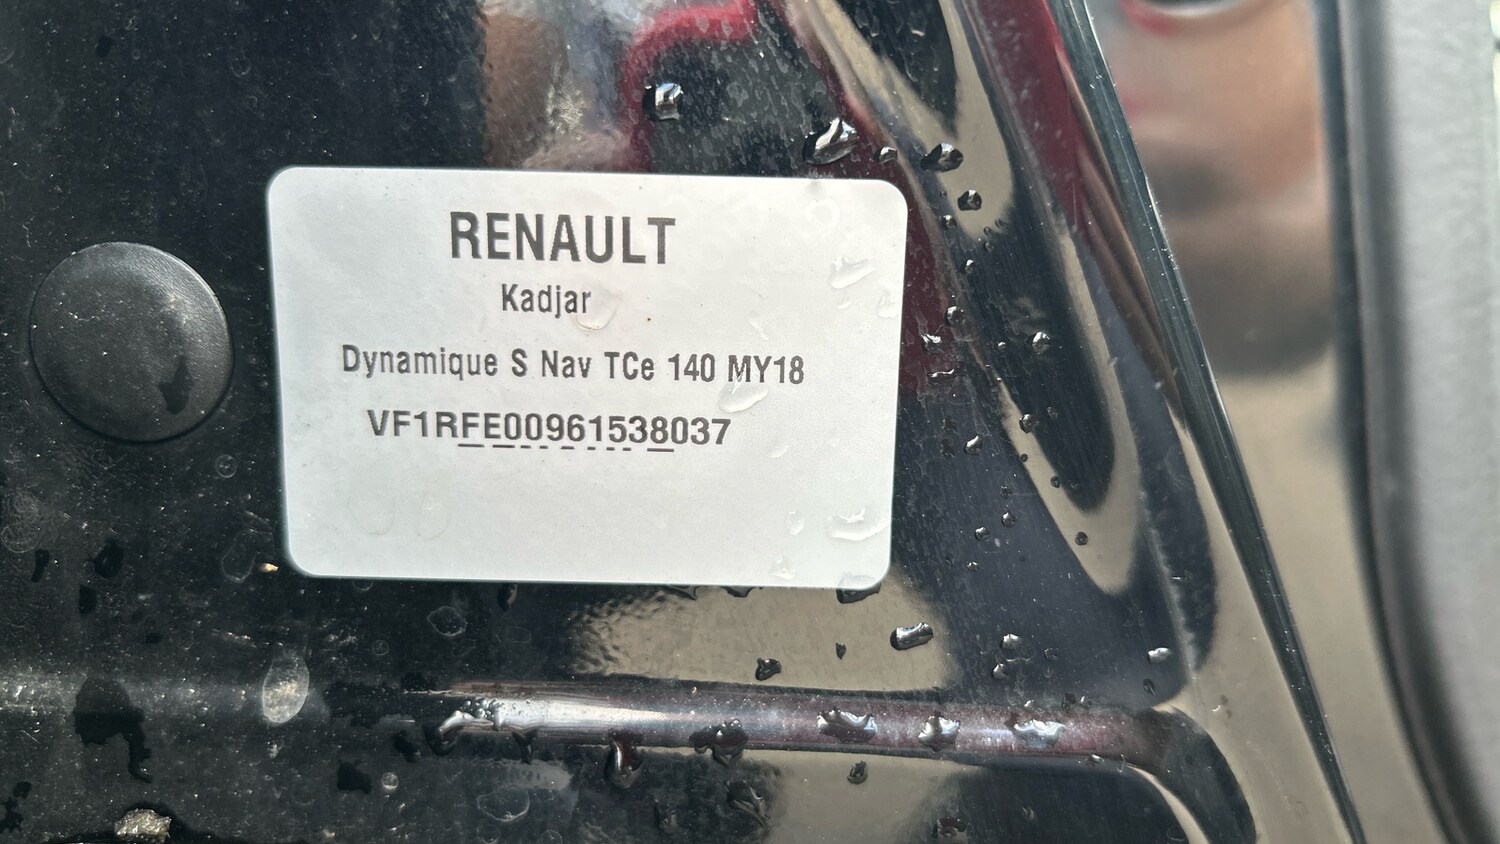 RENAULT
Kadjar
Dynamique S Nav TCe 140 MY18
VF1RFE00961538037